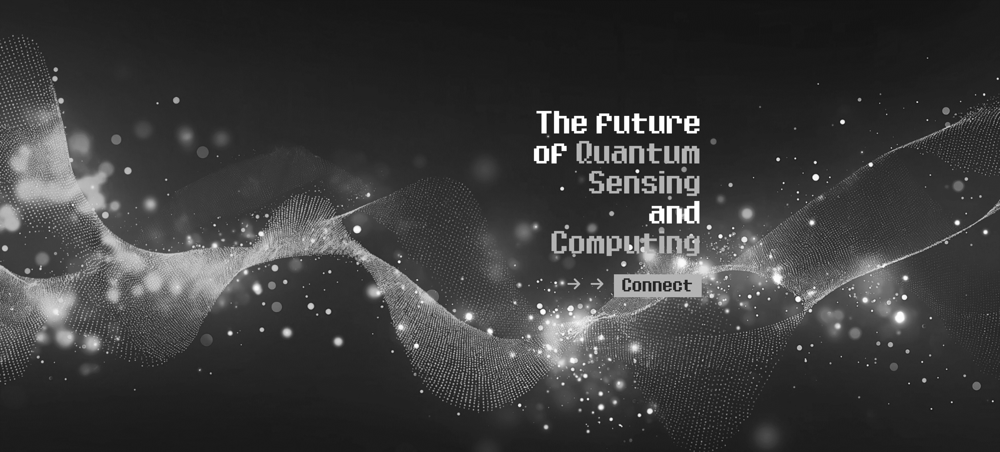 The future
of Quantum
Sensing
and
Computing
→ → Connect